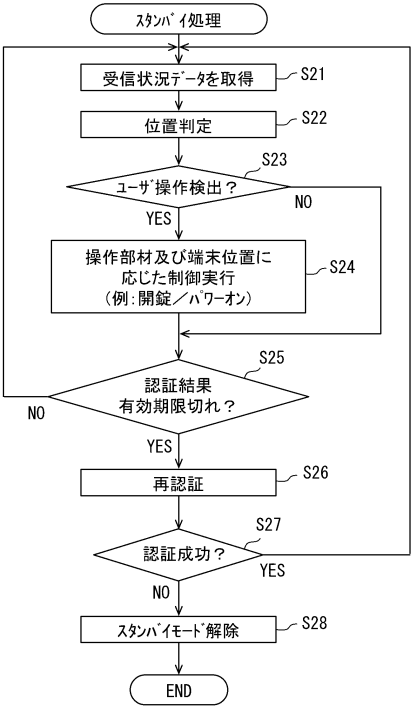 ｽﾀﾝﾊﾞｲ処理
受信状況ﾃﾞｰﾀを取得
S21
位置判定
S22
ﾕｰｻﾞ操作検出？
S23
NO
YES
操作部材及び端末位置に
応じた制御実行
（例：開錠／ﾊﾟﾜｰｵﾝ）
S24
認証結果
有効期限切れ？
S25
NO
YES
再認証
S26
認証成功？
S27
YES
NO
ｽﾀﾝﾊﾞｲﾓｰﾄﾞ解除
S28
END